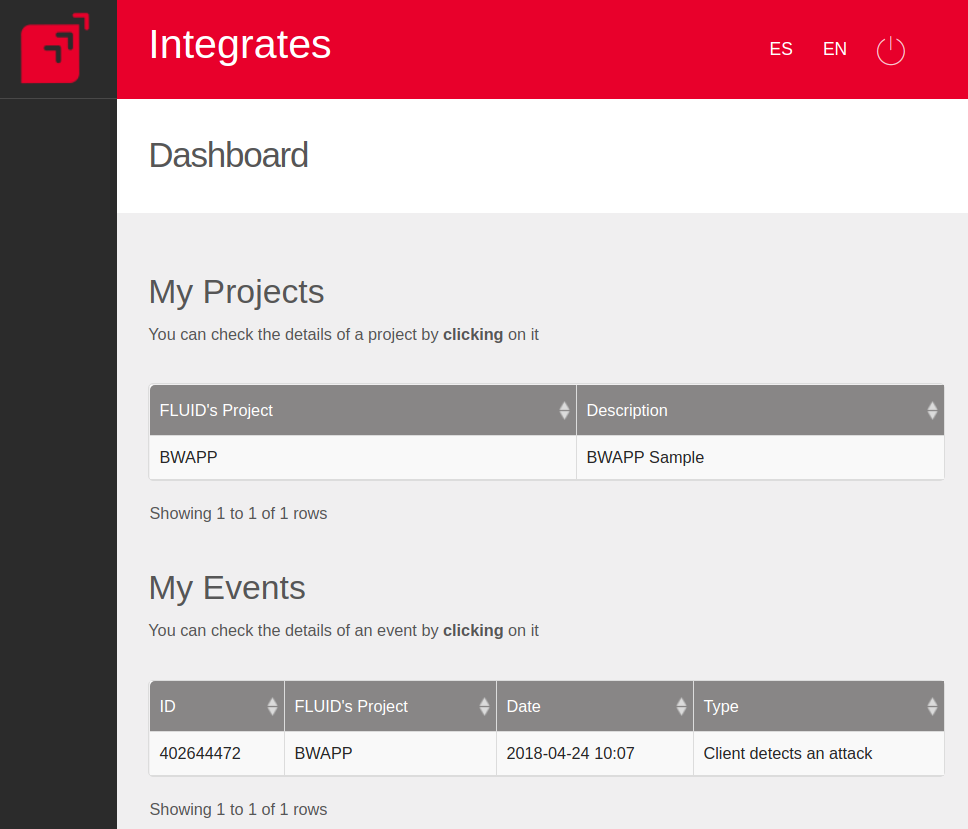 Integrates
ES EN
Dashboard
My Projects
You can check the details of a project by clicking on it
FLUID's Project Description
BWAPP BWAPP Sample
Showing 1 to 1 of 1 rows
My Events
You can check the details of an event by clicking on it
ID FLUID's Project Date Type
402644472 BWAPP 2018-04-24 10:07 Client detects an attack
Showing 1 to 1 of 1 rows